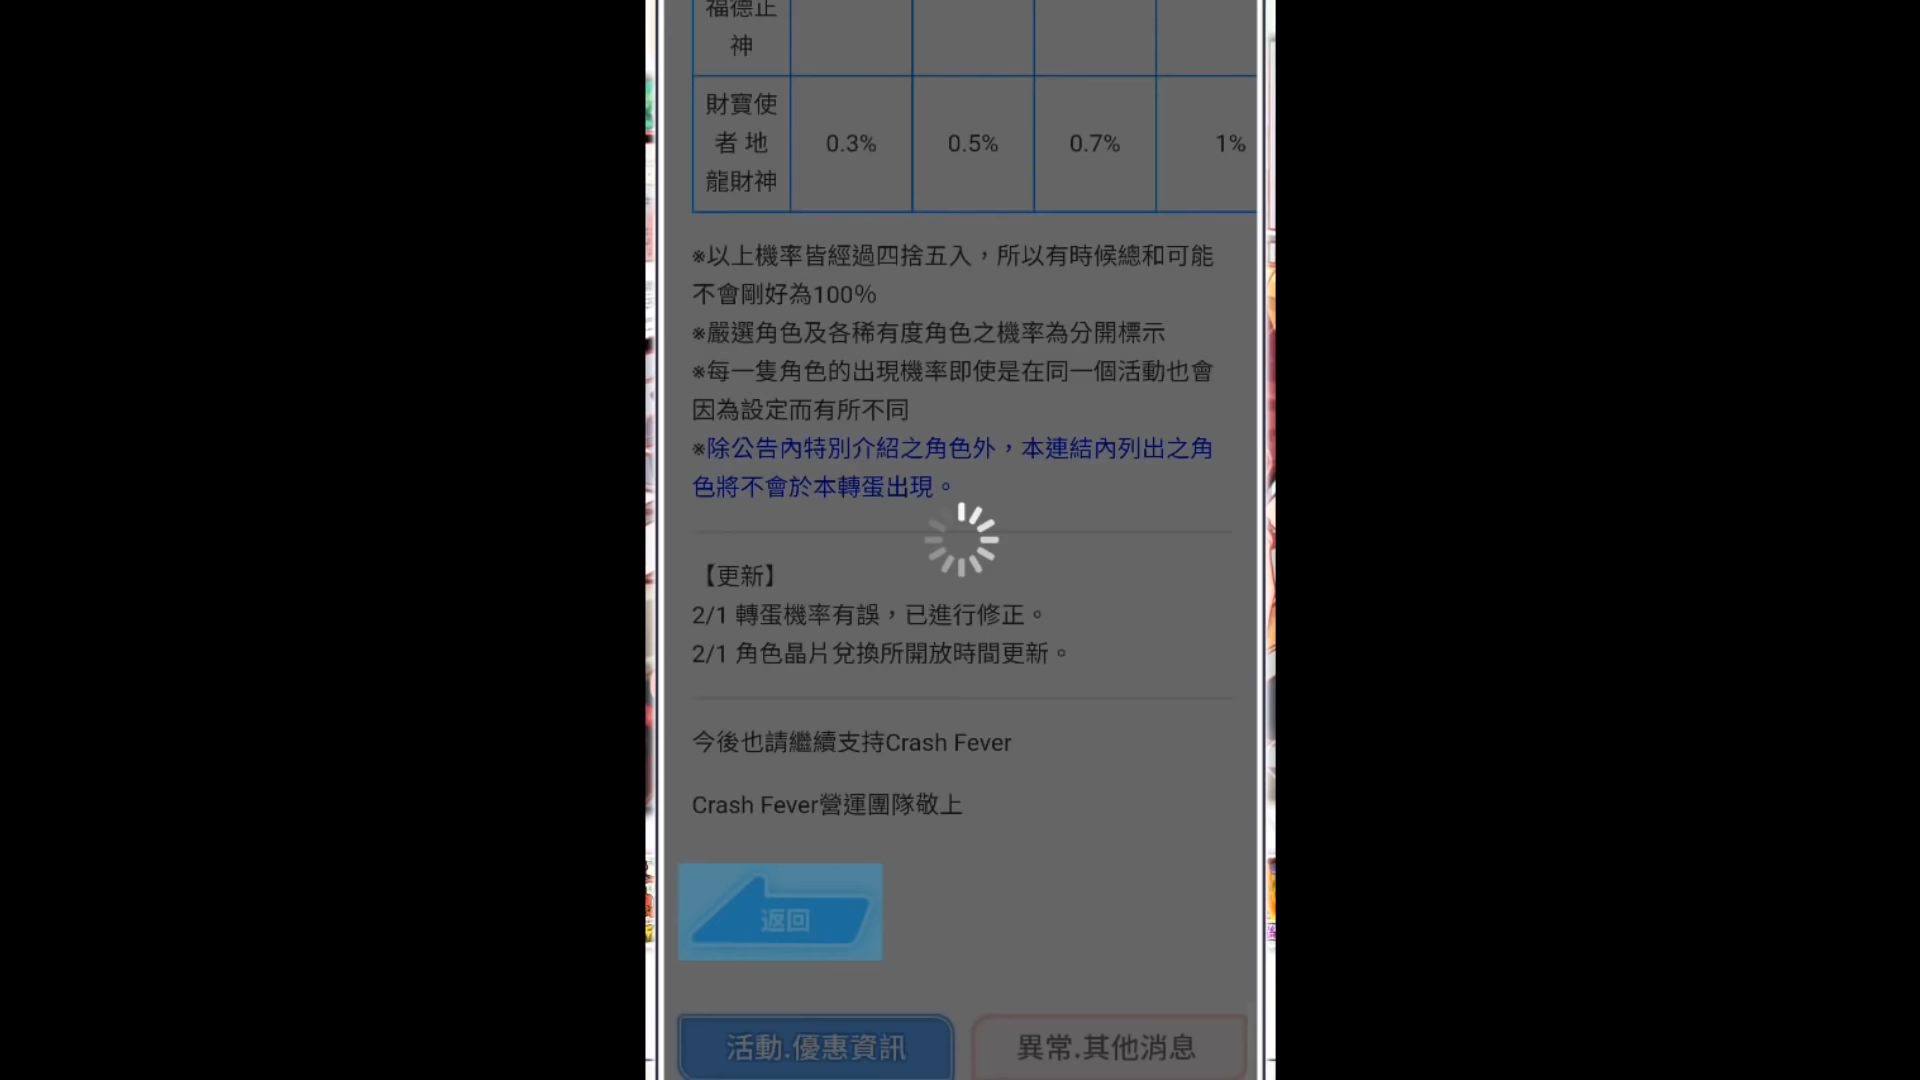 福德正
神
財寶使
者 地
龍財神
0.3%
0.5%
0.7%
1%
※以上機率皆經過四捨五入，所以有時候總和可能
不會剛好為100%
※嚴選角色及各稀有度角色之機率為分開標示
※每一隻角色的出現機率即使是在同一個活動也會
因為設定而有所不同
※除公告內特別介紹之角色外，本連結內列出之角
色將不會於本轉蛋出現。
【更新】
2/1 轉蛋機率有誤，已進行修正。
2/1 角色晶片兌換所開放時間更新。
今後也請繼續支持Crash Fever
Crash Fever營運團隊敬上
返回
活動.優惠資訊
異常.其他消息